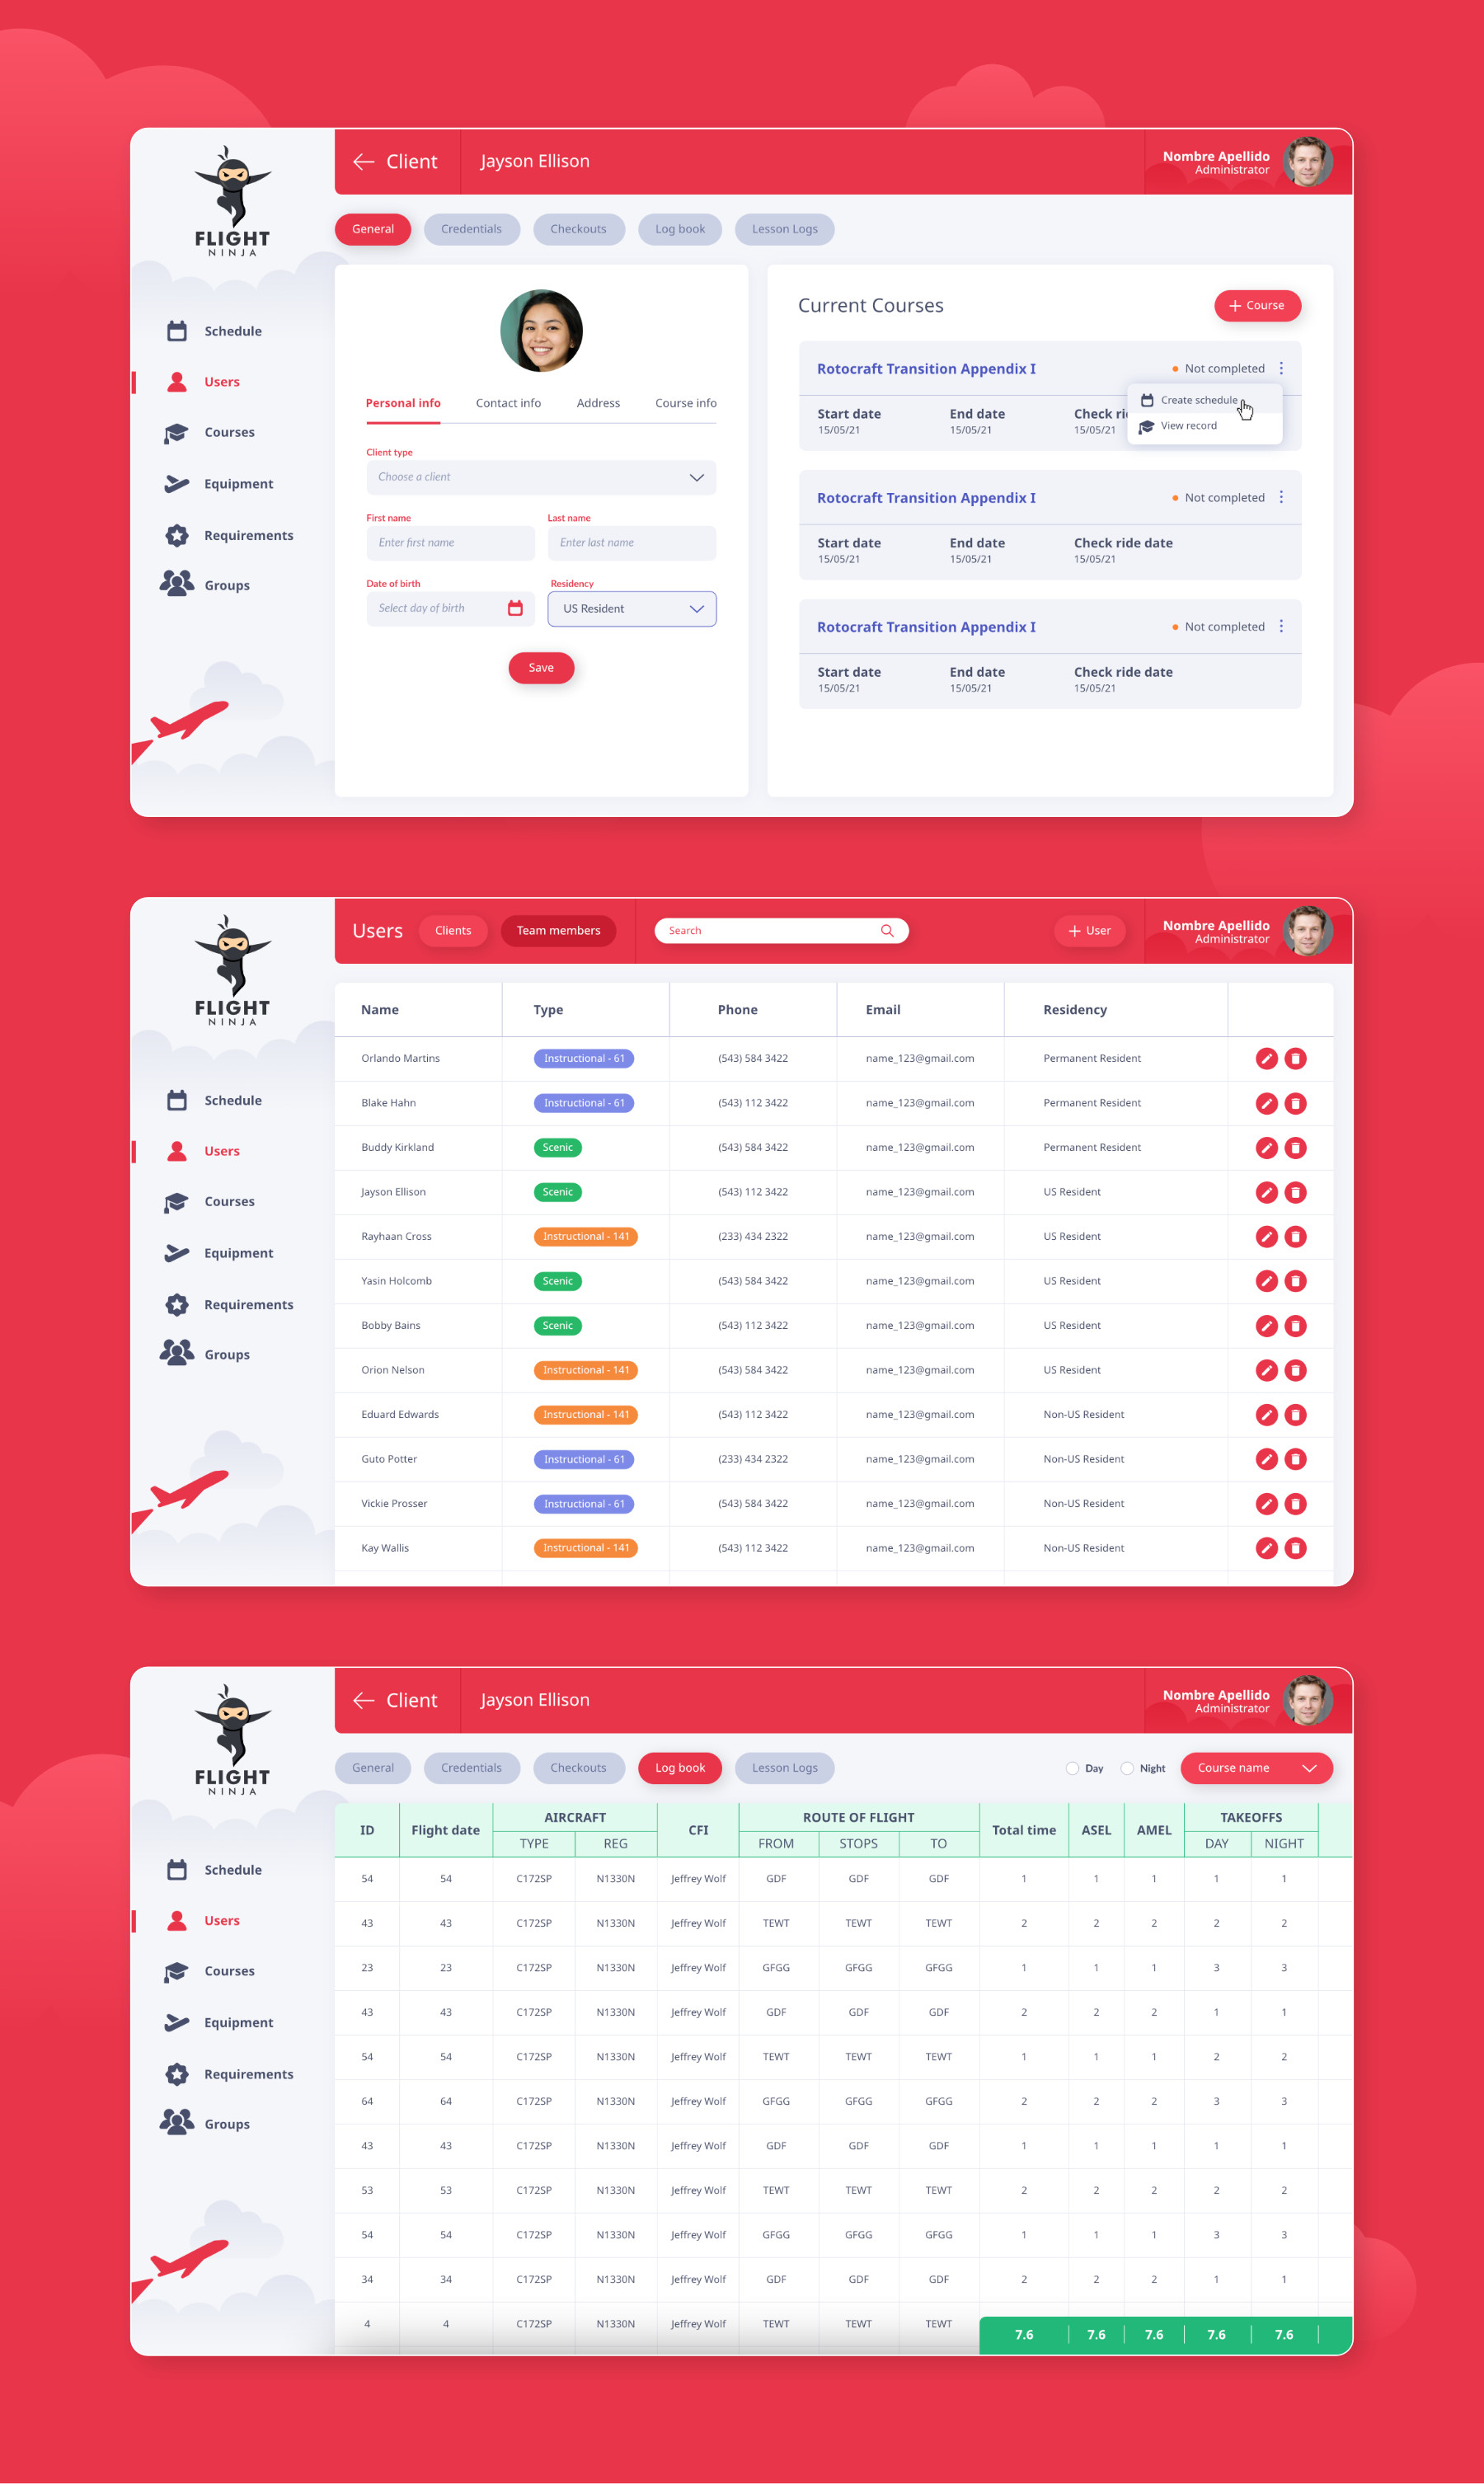 FLIGHT
NINJA
Schedule
Users
Courses
Equipment
Requirements
Groups
Client
Jayson Ellison
Nombre Apellido
Administrator
General
Credentials
Checkouts
Log book
Lesson Logs
Personal info
Contact info
Address
Course info
Client type
Choose a client
First name
Last name
Enter first name
Enter last name
Date of birth
Residency
Select day of birth
US Resident
Save
Current Courses
+ Course
Rotocraft Transition Appendix I
Not completed
Create schedule
View record
Start date
End date
Check ri
15/05/21
15/05/21
15/05/21
Rotocraft Transition Appendix I
Not completed
Start date
End date
Check ride date
15/05/21
15/05/21
15/05/21
Rotocraft Transition Appendix I
Not completed
Start date
End date
Check ride date
15/05/21
15/05/21
15/05/21
FLIGHT
NINJA
Schedule
Users
Courses
Equipment
Requirements
Groups
Users
Clients
Team members
Search
+ User
Nombre Apellido
Administrator
Name Type Phone Email Residency
Orlando Martins Instructional - 61 (543) 584 3422 name_123@gmail.com Permanent Resident
Blake Hahn Instructional - 61 (543) 112 3422 name_123@gmail.com Permanent Resident
Buddy Kirkland Scenic (543) 584 3422 name_123@gmail.com Permanent Resident
Jayson Ellison Scenic (543) 112 3422 name_123@gmail.com US Resident
Rayhaan Cross Instructional - 141 (233) 434 2322 name_123@gmail.com US Resident
Yasin Holcomb Scenic (543) 584 3422 name_123@gmail.com US Resident
Bobby Bains Scenic (543) 112 3422 name_123@gmail.com US Resident
Orion Nelson Instructional - 141 (543) 584 3422 name_123@gmail.com US Resident
Eduard Edwards Instructional - 141 (543) 112 3422 name_123@gmail.com Non-US Resident
Guto Potter Instructional - 61 (233) 434 2322 name_123@gmail.com Non-US Resident
Vickie Prosser Instructional - 61 (543) 584 3422 name_123@gmail.com Non-US Resident
Kay Wallis Instructional - 141 (543) 112 3422 name_123@gmail.com Non-US Resident
FLIGHT
NINJA
Schedule
Users
Courses
Equipment
Requirements
Groups
Client
Jayson Ellison
Nombre Apellido
Administrator
General
Credentials
Checkouts
Log book
Lesson Logs
Day
Night
Course name
ID Flight date AIRCRAFT CFI ROUTE OF FLIGHT Total time ASEL AMEL TAKEOFFS
TYPE REG FROM STOPS TO DAY NIGHT
54 54 C172SP N1330N Jeffrey Wolf GDF GDF GDF 1 1 1 1 1
43 43 C172SP N1330N Jeffrey Wolf TEWT TEWT TEWT 2 2 2 2 2
23 23 C172SP N1330N Jeffrey Wolf GFGG GFGG GFGG 1 1 1 3 3
43 43 C172SP N1330N Jeffrey Wolf GDF GDF GDF 2 2 2 1 1
54 54 C172SP N1330N Jeffrey Wolf TEWT TEWT TEWT 1 1 1 2 2
64 64 C172SP N1330N Jeffrey Wolf GFGG GFGG GFGG 2 2 2 3 3
43 43 C172SP N1330N Jeffrey Wolf GDF GDF GDF 1 1 1 1 1
53 53 C172SP N1330N Jeffrey Wolf TEWT TEWT TEWT 2 2 2 2 2
54 54 C172SP N1330N Jeffrey Wolf GFGG GFGG GFGG 1 1 1 3 3
34 34 C172SP N1330N Jeffrey Wolf GDF GDF GDF 2 2 2 1 1
4 4 C172SP N1330N Jeffrey Wolf TEWT TEWT TEWT
7.6 7.6 7.6 7.6 7.6